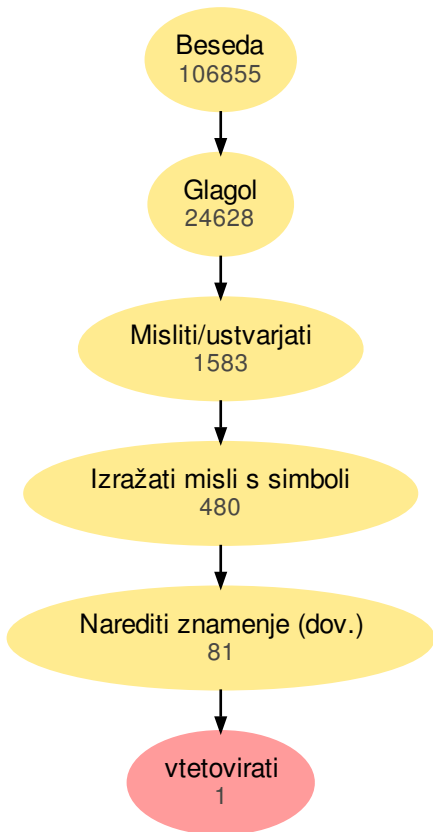 Beseda
106855
Glagol
24628
Misliti/ustvarjati
1583
Izražati misli s simboli
480
Narediti znamenje (dov.)
81
vtetovirati
1